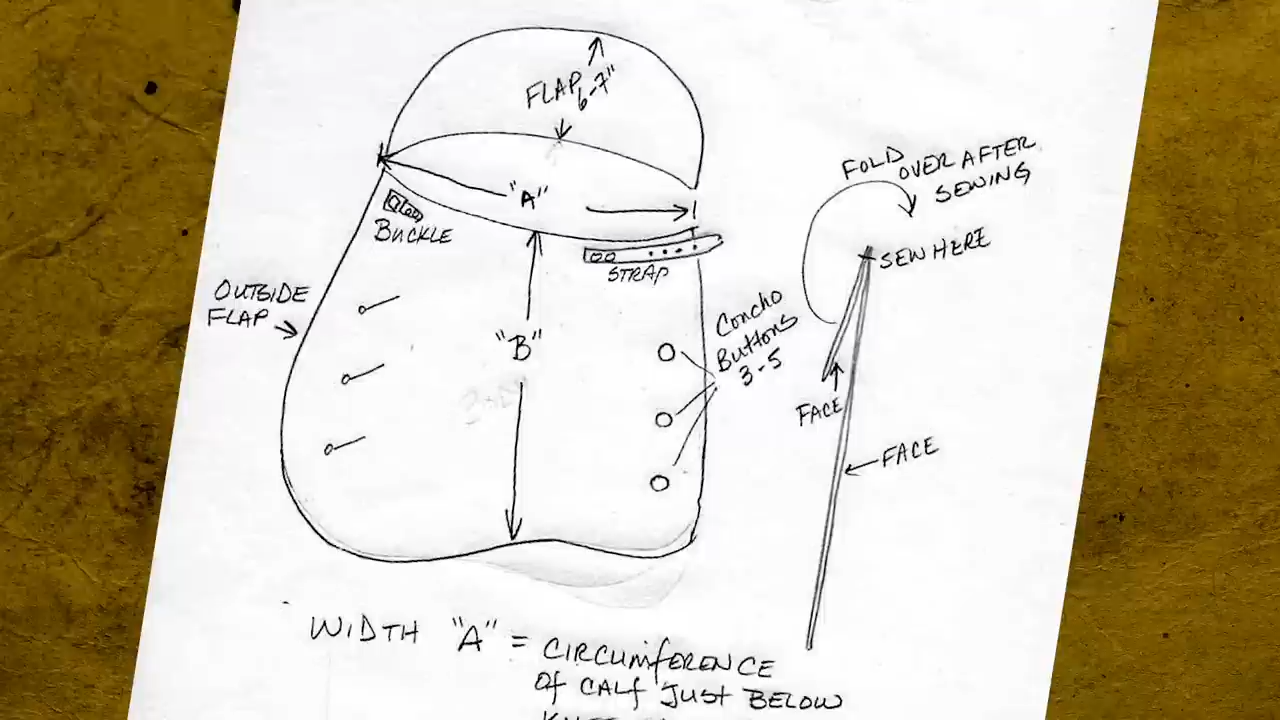 FLAP
6-7"
"A"
BUCKLE
STRAP
OUTSIDE
FLAP
"B"
Concho
Buttons
3-5
FOLD
OVER AFTER
SEWING
SEW HERE
FACE
FACE
WIDTH "A" = CIRCUMFERENCE
OF CALF JUST BELOW